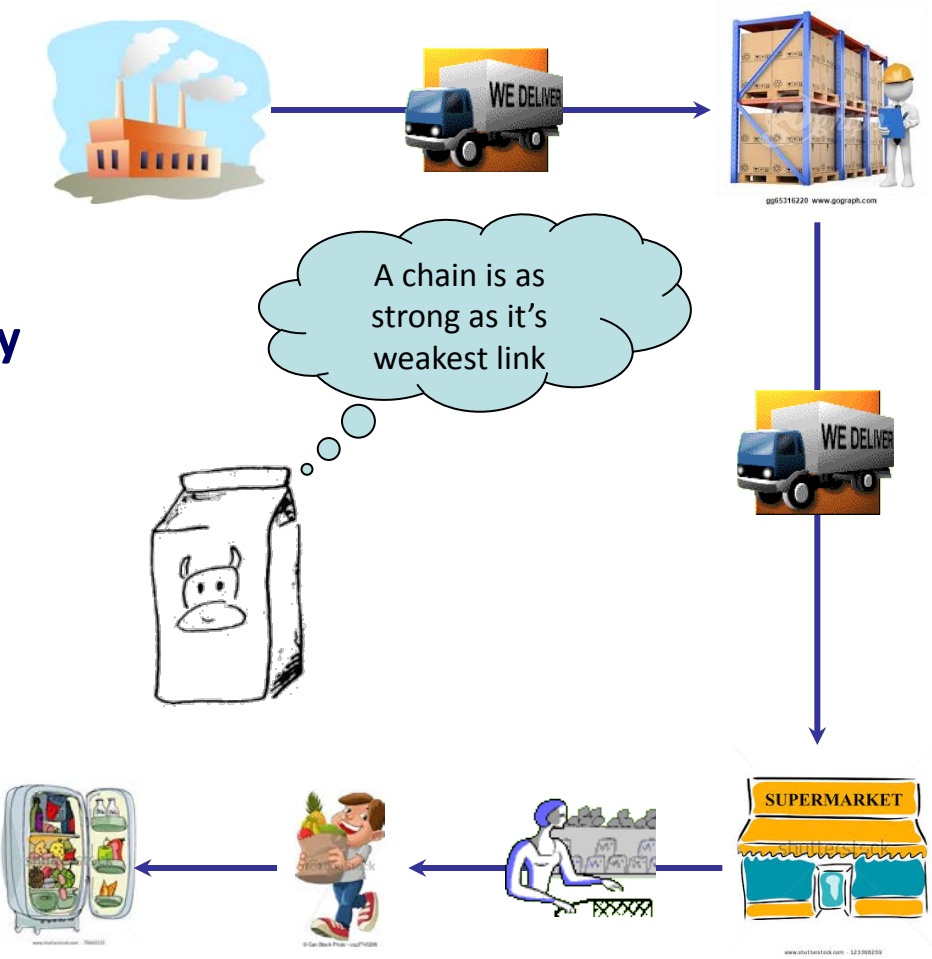 WE DELIVER
gg65316220 www.gograph.com
A chain is as
strong as it's
weakest link
y
WE DELIVER
SUPERMARKET
shutterstock
www.shutterstock.com · 123388259